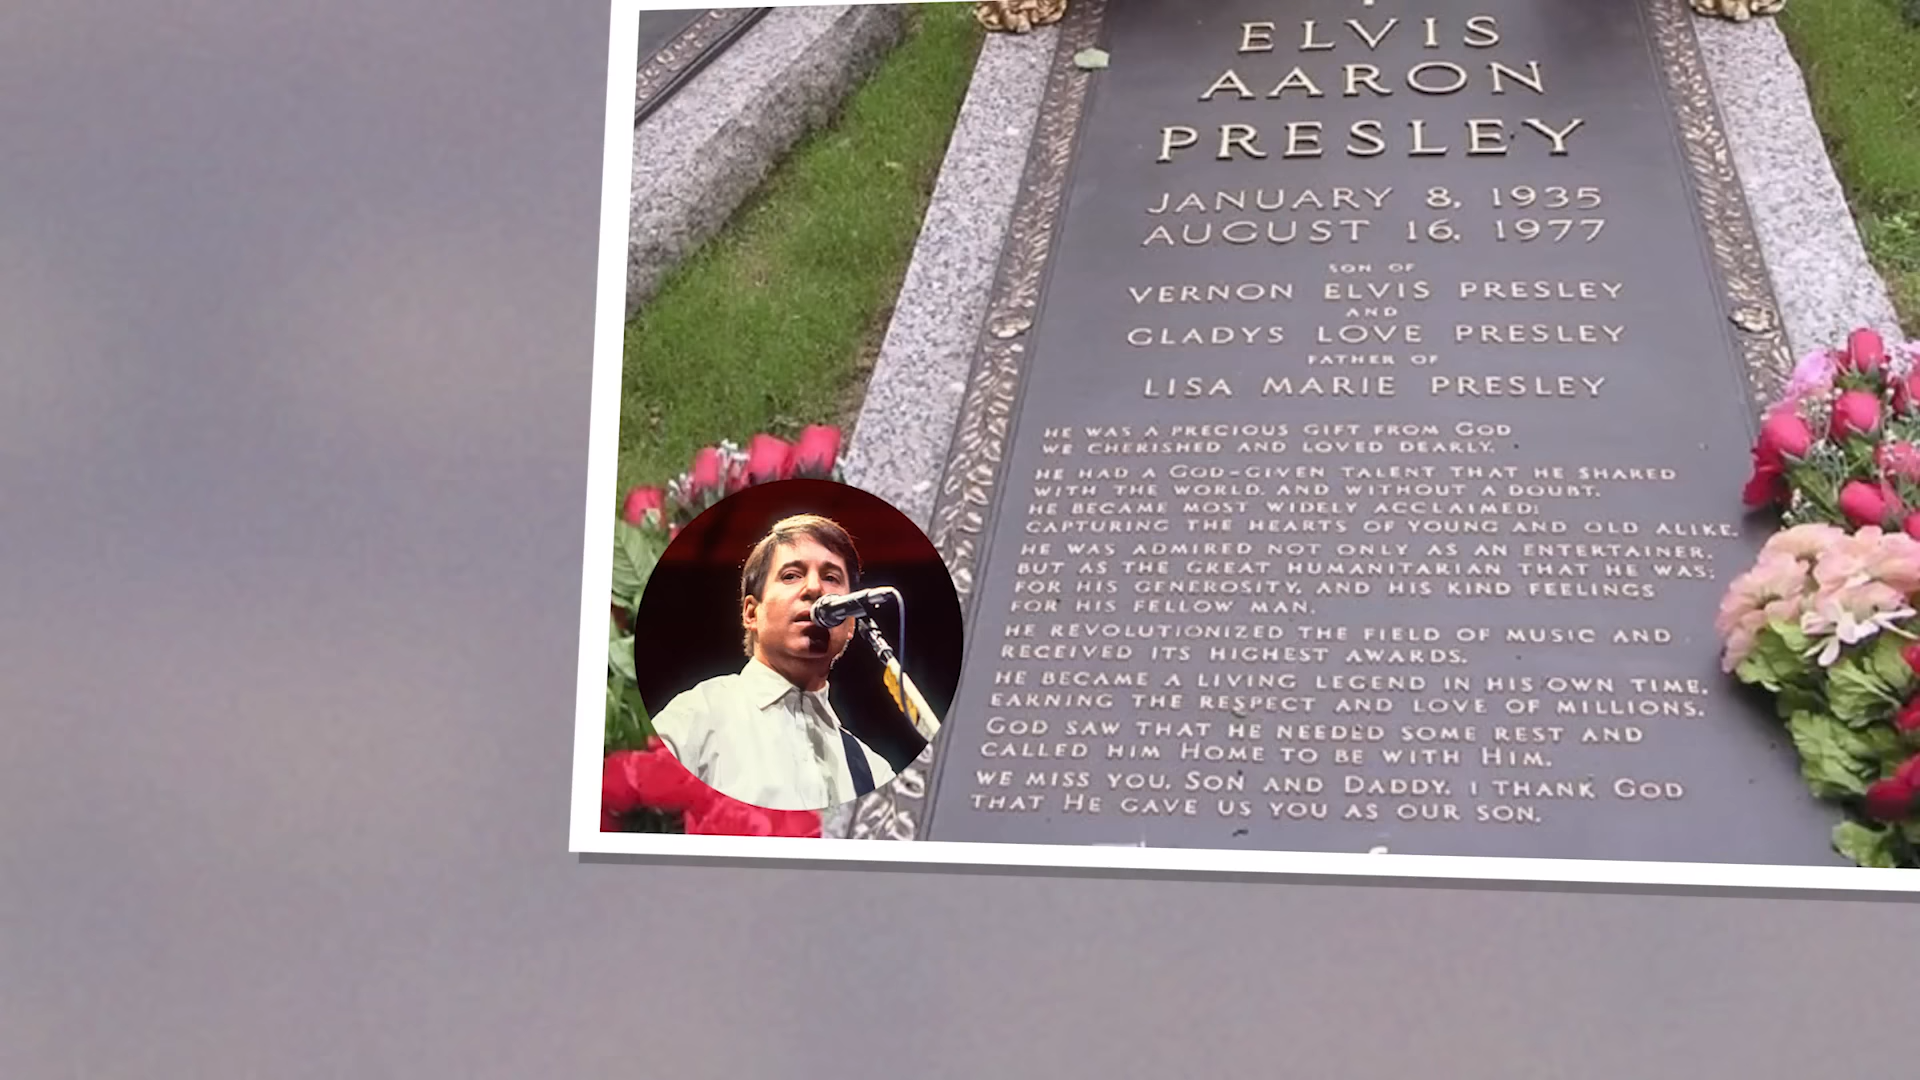 ELVIS
AARON
PRESLEY
JANUARY 8, 1935
AUGUST 16, 1977
SON OF
VERNON ELVIS PRESLEY
AND
GLADYS LOVE PRESLEY
FATHER OF
LISA MARIE PRESLEY
HE WAS A PRECIOUS GIFT FROM GOD
WE CHERISHED AND LOVED DEARLY.
HE HAD A GOD-GIVEN TALENT THAT HE SHARED
WITH THE WORLD. AND WITHOUT A DOUBT,
HE BECAME MOST WIDELY ACCLAIMED;
CAPTURING THE HEARTS OF YOUNG AND OLD ALIKE.
HE WAS ADMIRED NOT ONLY AS AN ENTERTAINER,
BUT AS THE GREAT HUMANITARIAN THAT HE WAS;
FOR HIS GENEROSITY, AND HIS KIND FEELINGS
FOR HIS FELLOW MAN.
HE REVOLUTIONIZED THE FIELD OF MUSIC AND
RECEIVED ITS HIGHEST AWARDS.
HE BECAME A LIVING LEGEND IN HIS OWN TIME,
EARNING THE RESPECT AND LOVE OF MILLIONS.
GOD SAW THAT HE NEEDED SOME REST AND
CALLED HIM HOME TO BE WITH HIM.
WE MISS YOU, SON AND DADDY. I THANK GOD
THAT HE GAVE US YOU AS OUR SON.